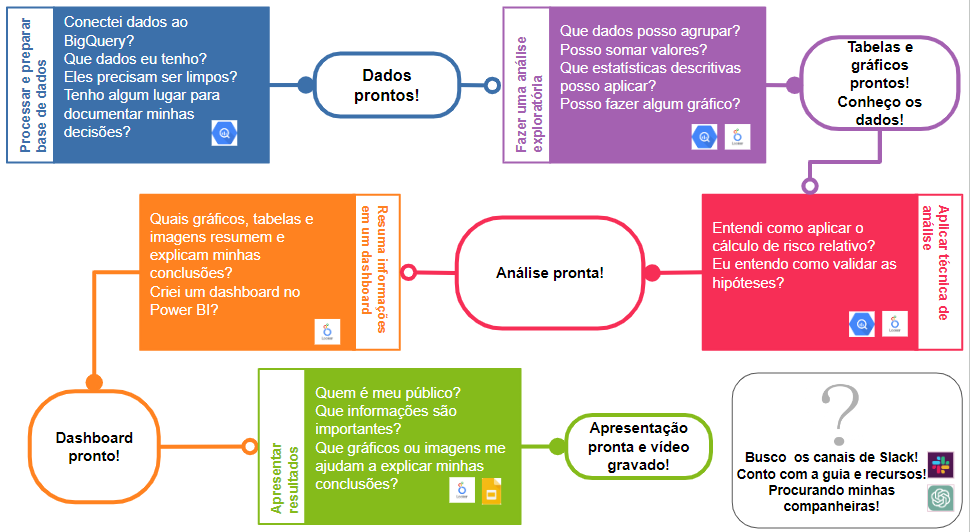 Processar e preparar
base de dados
Conectei dados ao
BigQuery?
Que dados eu tenho?
Eles precisam ser limpos?
Tenho algum lugar para
documentar minhas
decisões?
Dados
prontos!
Fazer uma análise
exploratória
Que dados posso agrupar?
Posso somar valores?
Que estatísticas descritivas
posso aplicar?
Posso fazer algum gráfico?
Tabelas e
gráficos
prontos!
Conheço os
dados!
Aplicar técnica de
análise
Entendi como aplicar o
cálculo de risco relativo?
Eu entendo como validar as
hipóteses?
Análise pronta!
Resuma informações
em um dashboard
Quais gráficos, tabelas e
imagens resumem e
explicam minhas
conclusões?
Criei um dashboard no
Power BI?
Dashboard
pronto!
Apresentar
resultados
Quem é meu público?
Que informações são
importantes?
Que gráficos ou imagens me
ajudam a explicar minhas
conclusões?
Apresentação
pronta e vídeo
gravado!
?
Busco os canais de Slack!
Conto com a guia e recursos!
Procurando minhas
companheiras!